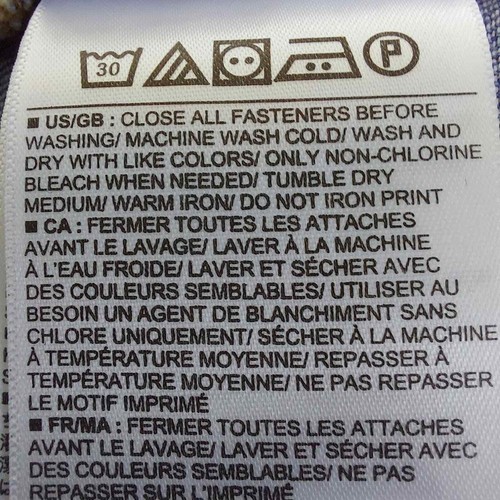 30 P
■ US/GB : CLOSE ALL FASTENERS BEFORE
WASHING/ MACHINE WASH COLD/ WASH AND
DRY WITH LIKE COLORS/ ONLY NON-CHLORINE
BLEACH WHEN NEEDED/ TUMBLE DRY
MEDIUM/ WARM IRON/ DO NOT IRON PRINT
■ CA : FERMER TOUTES LES ATTACHES
AVANT LE LAVAGE/ LAVER À LA MACHINE
À L'EAU FROIDE/ LAVER ET SÉCHER AVEC
DES COULEURS SEMBLABLES/ UTILISER AU
BESOIN UN AGENT DE BLANCHIMENT SANS
CHLORE UNIQUEMENT/ SÉCHER À LA MACHINE
À TEMPÉRATURE MOYENNE/ REPASSER À
TEMPÉRATURE MOYENNE/ NE PAS REPASSER
LE MOTIF IMPRIMÉ
■ FR/MA : FERMER TOUTES LES ATTACHES
AVANT LE LAVAGE/ LAVER ET SÉCHER AVEC
DES COULEURS SEMBLABLES/ NE PAS
REPASSER SUR L'IMPRIMÉ